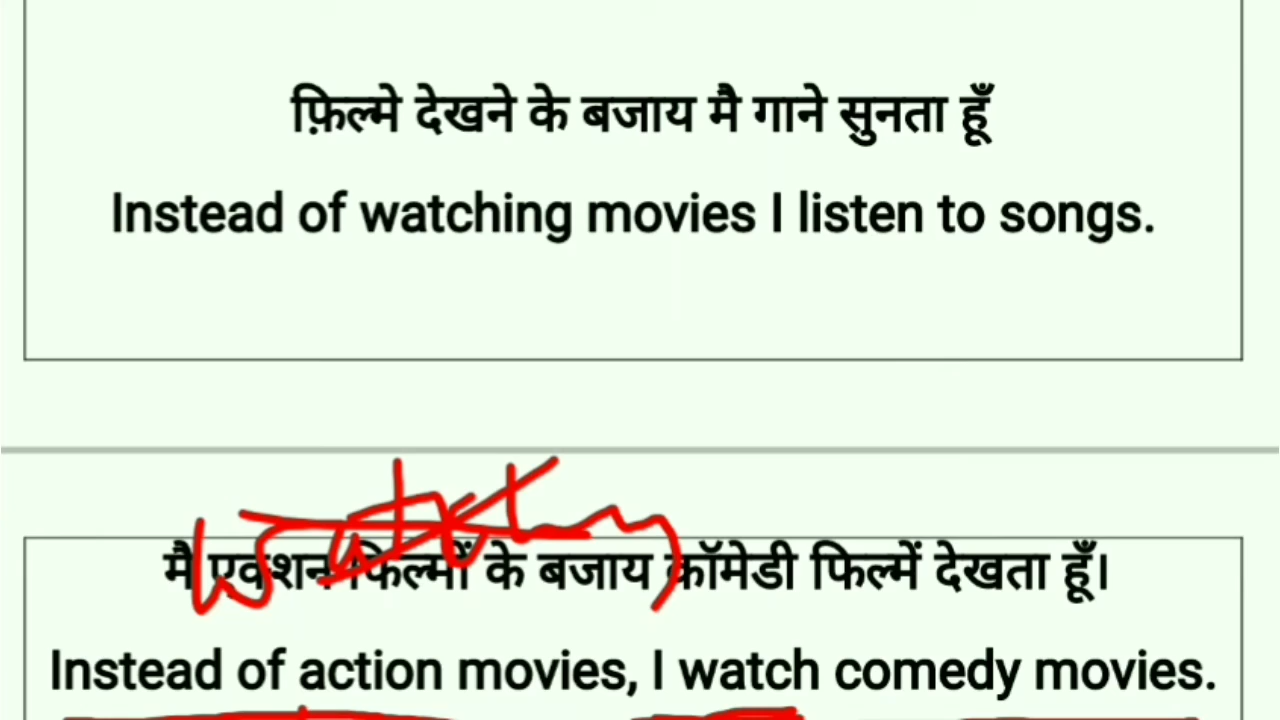 फ़िल्मे देखने के बजाय मै गाने सुनता हूँ
Instead of watching movies I listen to songs.
मै एक्शन फिल्मों के बजाय कॉमेडी फिल्में देखता हूँ।
Instead of action movies, I watch comedy movies.